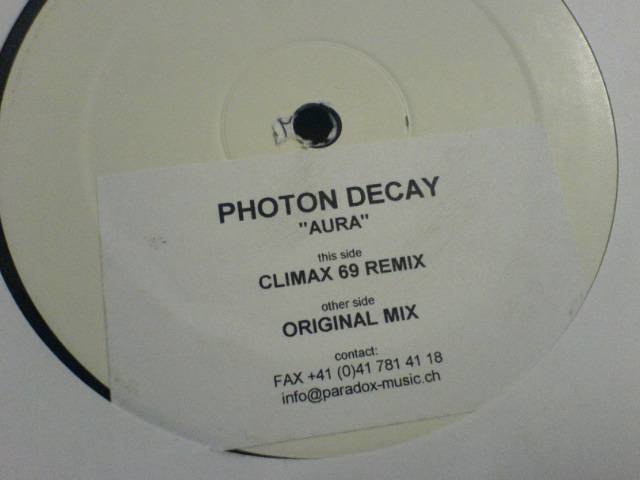 PHOTON DECAY
"AURA"
this side
CLIMAX 69 REMIX
other side
ORIGINAL MIX
contact:
FAX +41 (0)41 781 41 18
info@paradox-music.ch